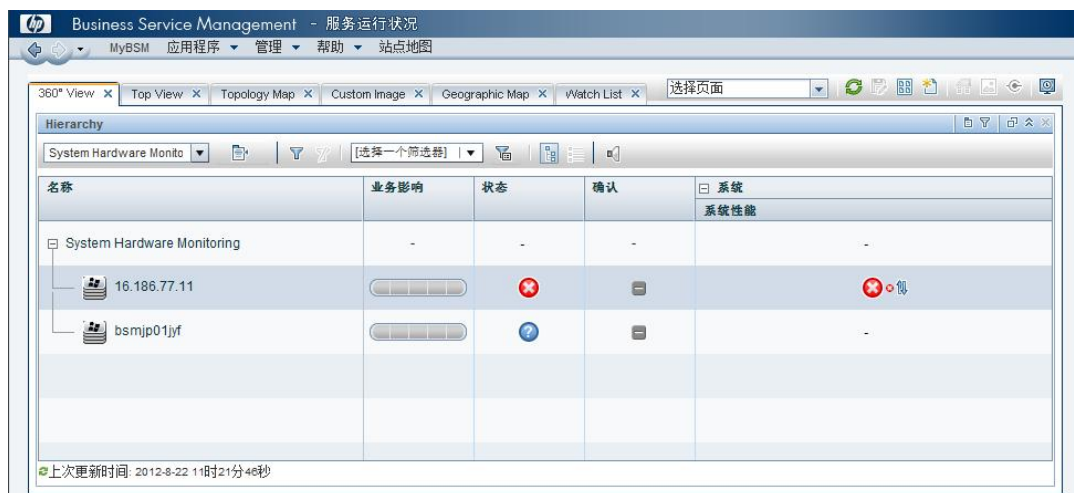 hp Business Service Management - 服务运行状况
MyBSM 应用程序 管理 帮助 站点地图
360° View Top View Topology Map Custom Image Geographic Map Watch List 选择页面
Hierarchy
System Hardware Monito [选择一个筛选器]
名称 业务影响 状态 确认 系统
系统性能
System Hardware Monitoring - - - -
16.186.77.11
bsmjp01jyf -
上次更新时间: 2012-8-22 11时21分46秒